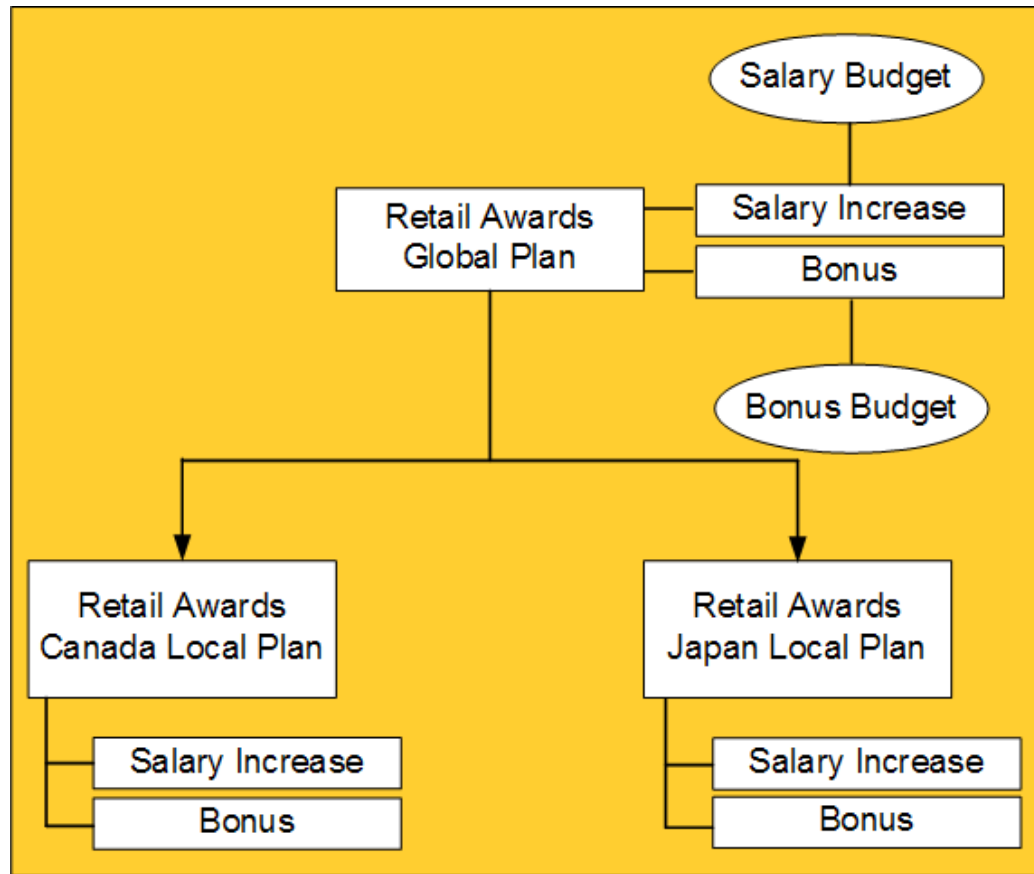 Salary Budget
Retail Awards
Global Plan
Salary Increase
Bonus
Bonus Budget
Retail Awards
Canada Local Plan
Salary Increase
Bonus
Retail Awards
Japan Local Plan
Salary Increase
Bonus